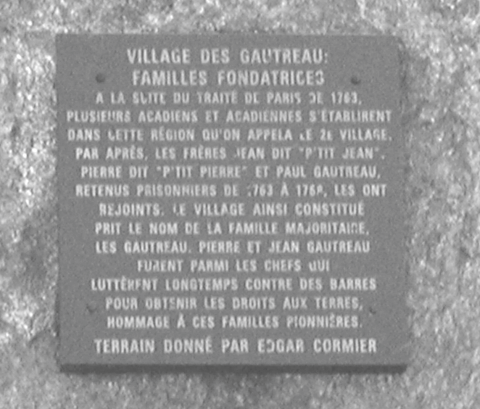 VILLAGE DES GAUTREAU:
FAMILLES FONDATRICES
A LA SUITE DU TRAITÉ DE PARIS DE 1763,
PLUSIEURS ACADIENS ET ACADIENNES S'ÉTABLIRENT
DANS CETTE RÉGION QU'ON APPELA LE 2E VILLAGE.
PAR APRÈS, LES FRÈRES JEAN DIT "P'TIT JEAN".
PIERRE DIT "P'TIT PIERRE" ET PAUL GAUTREAU,
RETENUS PRISONNIERS DE 1763 À LES ONT
REJOINTS. LE VILLAGE AINSI CONSTITUÉ
PRIT LE NOM DE LA FAMILLE MAJORITAIRE,
LES GAUTREAU. PIERRE ET JEAN GAUTREAU
FURENT PARMI LES CHEFS QUI
LUTTÈRENT LONGTEMPS CONTRE DES BARRES
POUR OBTENIR LES DROITS AUX TERRES,
HOMMAGE À CES FAMILLES PIONNIÈRES.
TERRAIN DONNÉ PAR EDGAR CORMIER